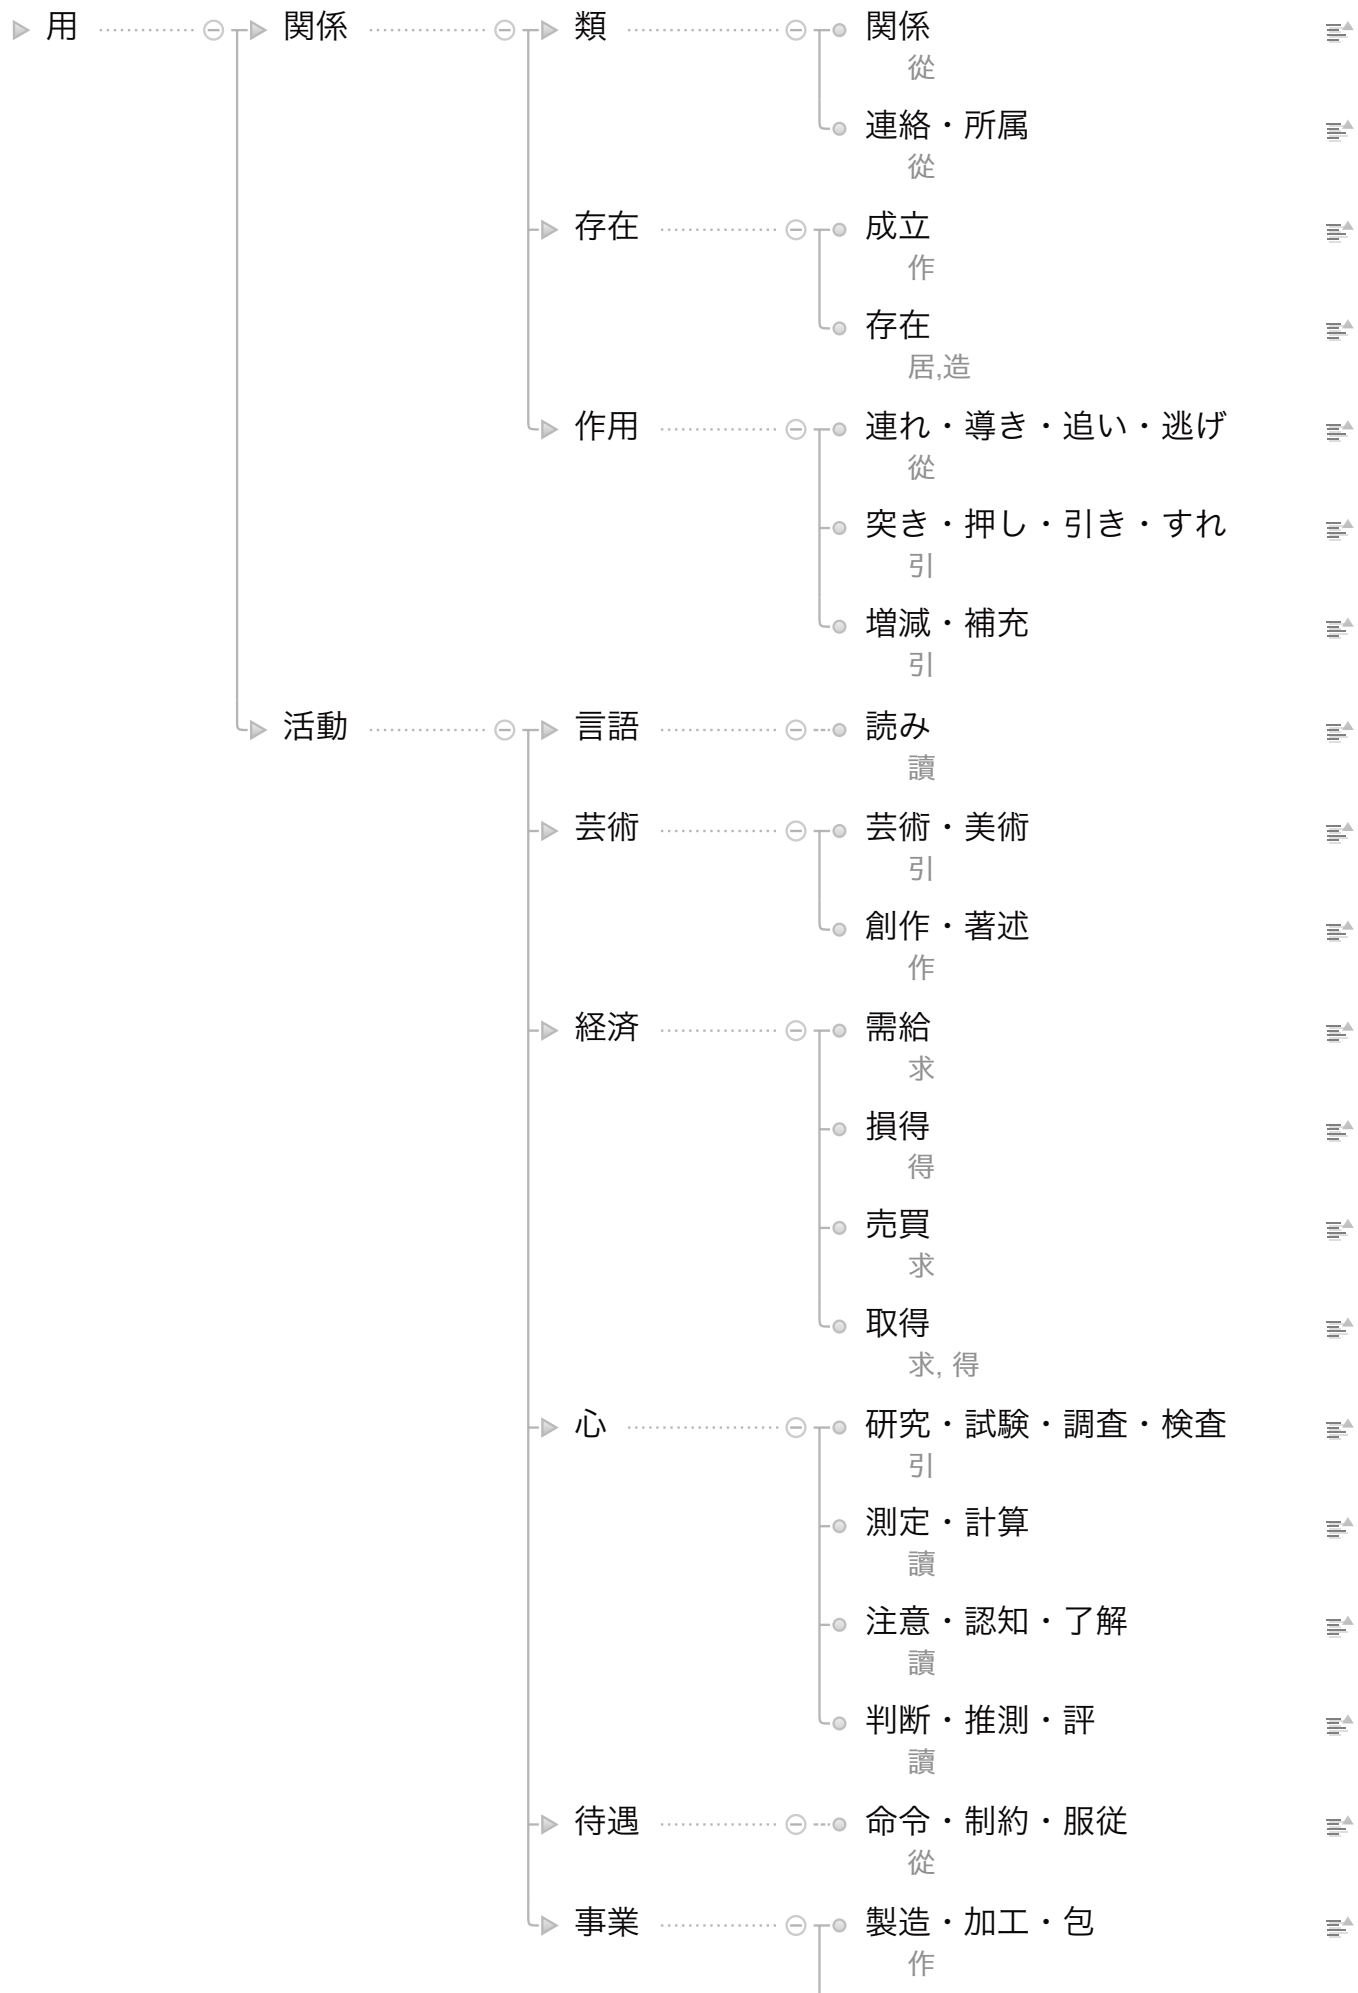 用 関係 類 関係
從
連絡・所属
從
存在 成立
作
存在
居,造
作用 連れ・導き・追い・逃げ
從
突き・押し・引き・すれ
引
増減・補充
引
活動 言語 読み
讀
芸術 芸術・美術
引
創作・著述
作
経済 需給
求
損得
得
売買
求
取得
求, 得
心 研究・試験・調査・検査
引
測定・計算
讀
注意・認知・了解
讀
判断・推測・評
讀
待遇 命令・制約・服従
從
事業 製造・加工・包
作